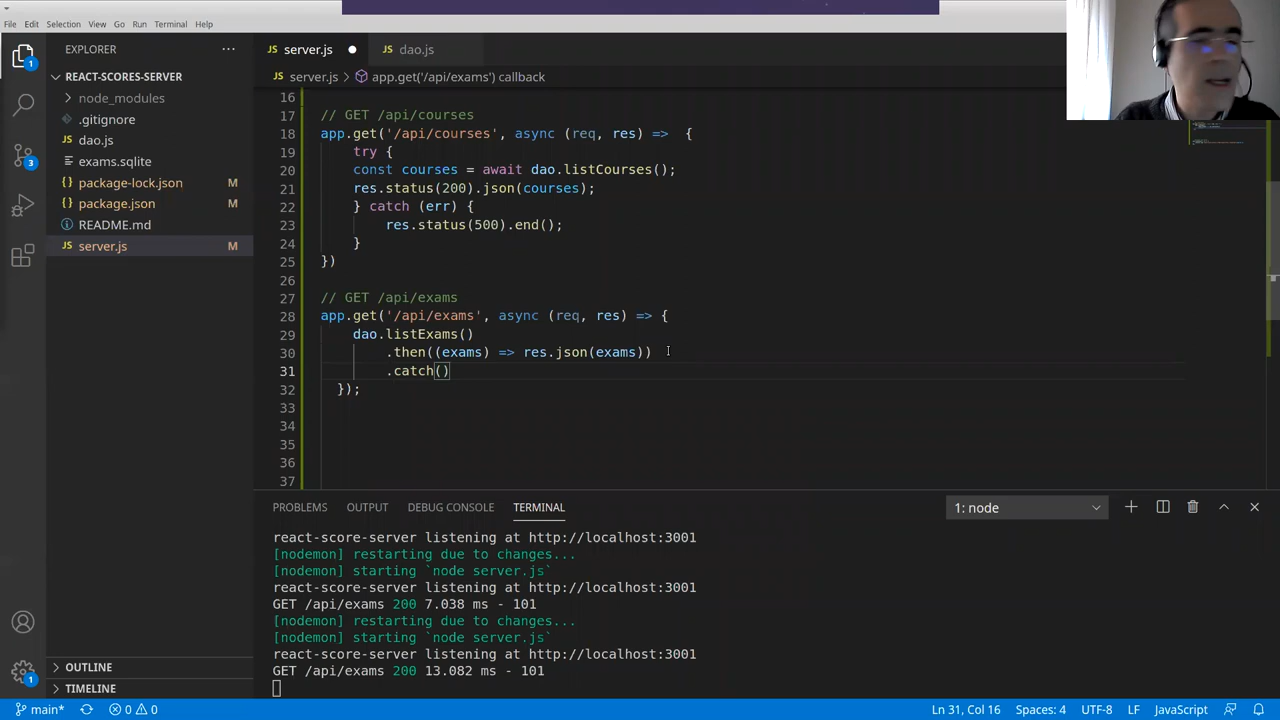 File Edit Selection View Go Run Terminal Help
EXPLORER
server.js
dao.js
REACT-SCORES-SERVER
server.js > app.get('/api/exams') callback
node_modules
.gitignore
dao.js
exams.sqlite
package-lock.json M
package.json M
README.md
server.js M
1
3
1
16
17 // GET /api/courses
18 app.get('/api/courses', async (req, res) => {
19 try {
20 const courses = await dao.listCourses();
21 res.status(200).json(courses);
22 } catch (err) {
23 res.status(500).end();
24 }
25 })
26
27 // GET /api/exams
28 app.get('/api/exams', async (req, res) => {
29 dao.listExams()
30 .then((exams) => res.json(exams))
31 .catch()
32 });
33
34
35
36
37
PROBLEMS OUTPUT DEBUG CONSOLE TERMINAL 1: node
react-score-server listening at http://localhost:3001
[nodemon] restarting due to changes...
[nodemon] starting `node server.js`
react-score-server listening at http://localhost:3001
GET /api/exams 200 7.038 ms - 101
[nodemon] restarting due to changes...
[nodemon] starting `node server.js`
react-score-server listening at http://localhost:3001
GET /api/exams 200 13.082 ms - 101
OUTLINE
TIMELINE
main* 0 0 Ln 31, Col 16 Spaces: 4 UTF-8 LF JavaScript